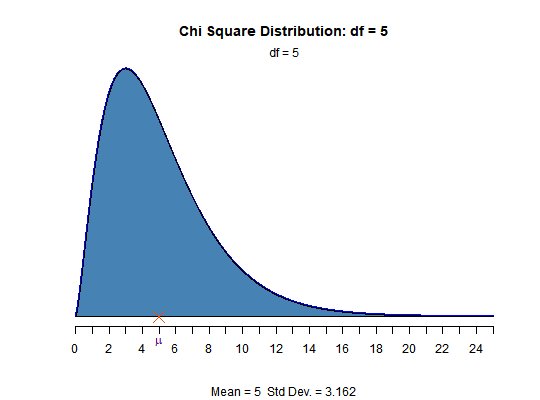 Chi Square Distribution: df = 5
df = 5
0 2 4 6 8 10 12 14 16 18 20 22 24
μ
Mean = 5 Std Dev. = 3.162